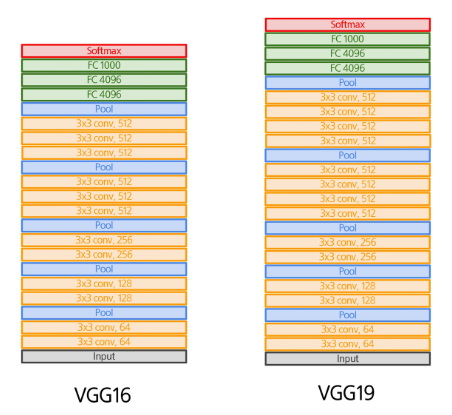 Softmax
FC 1000
FC 4096
FC 4096
Pool
3x3 conv, 512
3x3 conv, 512
3x3 conv, 512
Pool
3x3 conv, 512
3x3 conv, 512
3x3 conv, 512
Pool
3x3 conv, 256
3x3 conv, 256
Pool
3x3 conv, 128
3x3 conv, 128
Pool
3x3 conv, 64
3x3 conv, 64
Input
VGG16
Softmax
FC 1000
FC 4096
FC 4096
Pool
3x3 conv, 512
3x3 conv, 512
3x3 conv, 512
3x3 conv, 512
Pool
3x3 conv, 512
3x3 conv, 512
3x3 conv, 512
3x3 conv, 512
Pool
3x3 conv, 256
3x3 conv, 256
Pool
3x3 conv, 128
3x3 conv, 128
Pool
3x3 conv, 64
3x3 conv, 64
Input
VGG19